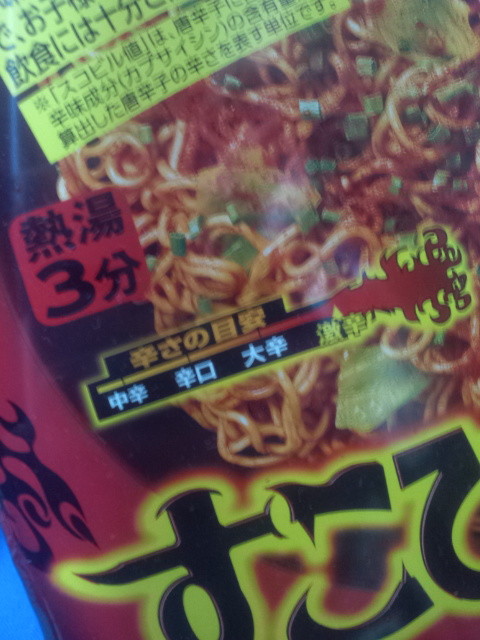 で、お子様
飲食には十分
※「スコビル値」は、唐辛子に
辛味成分(カプサイシン)の含有量
算出した唐辛子の辛さを表す単位です。
熱湯
3分
辛さの目安
中辛 辛口 大辛 激辛
すこび